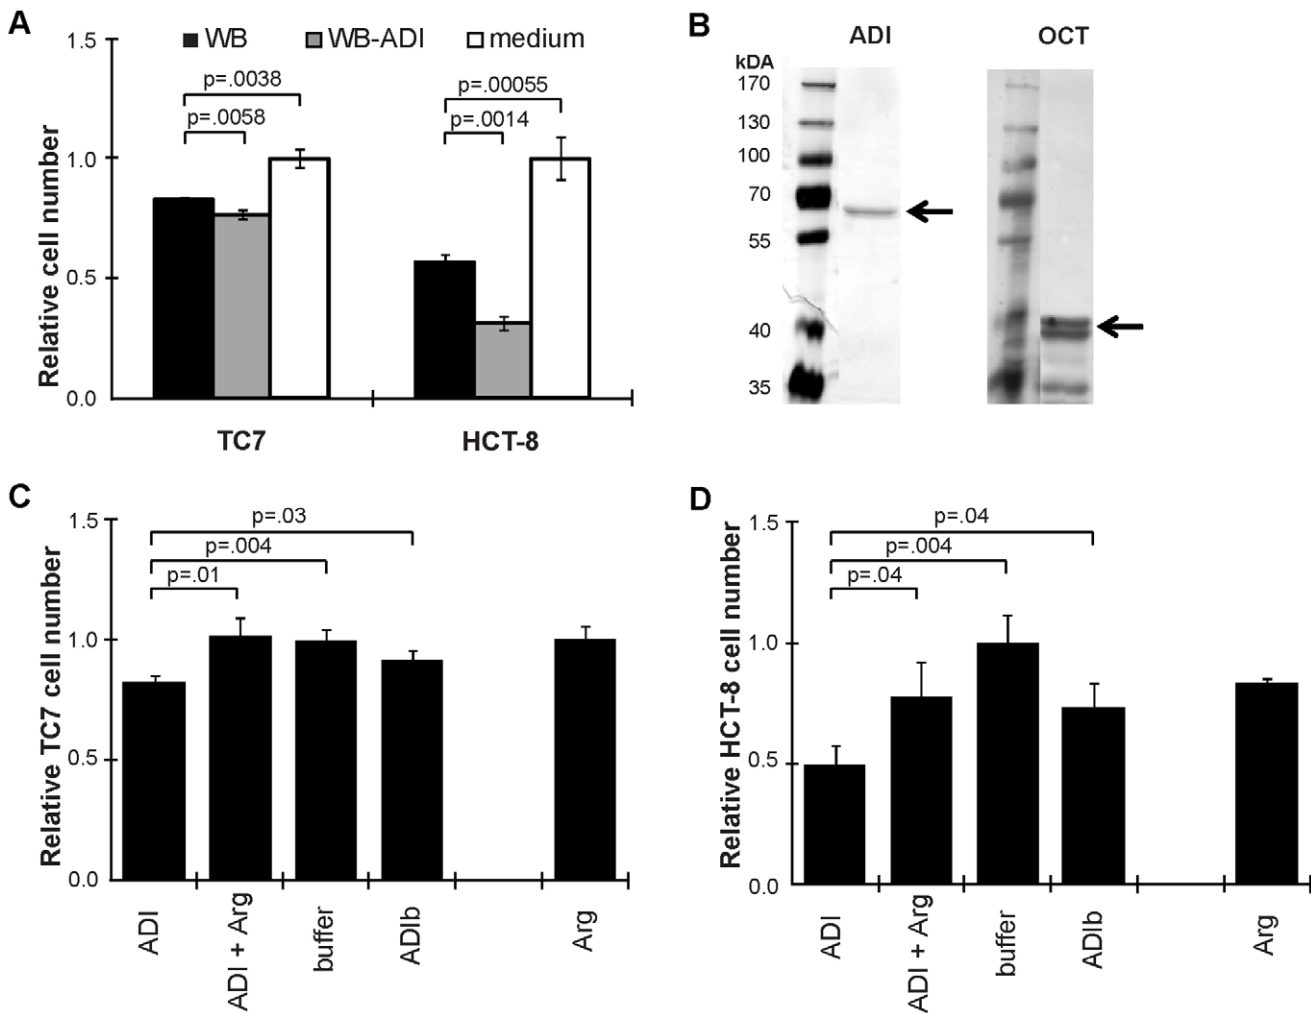 A
1.5
WB
WB-ADI
medium
p=.0038
p=.00055
p=.0058
p=.0014
1.0
0.5
0.0
Relative cell number
TC7
HCT-8
B
ADI
OCT
kDA
170
130
100
70
55
40
35
C
1.5
p=.03
p=.004
p=.01
1.0
0.5
0.0
Relative TC7 cell number
ADI
ADI + Arg
buffer
ADIb
Arg
D
1.5
p=.04
p=.004
p=.04
1.0
0.5
0.0
Relative HCT-8 cell number
ADI
ADI + Arg
buffer
ADIb
Arg